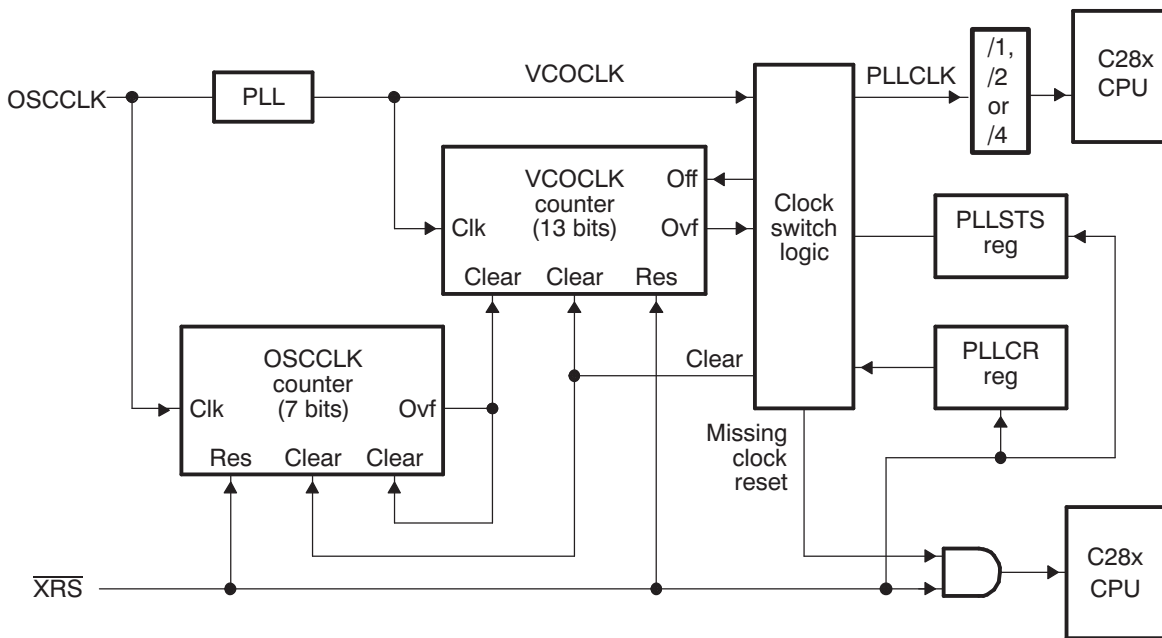 OSCCLK
PLL
VCOCLK
PLLCLK
/1,
/2
or
/4
C28x
CPU
VCOCLK
counter
(13 bits)
Off
Clk
Ovf
Clear
Clear
Res
Clock
switch
logic
PLLSTS
reg
OSCCLK
counter
(7 bits)
Clk
Ovf
Res
Clear
Clear
Clear
PLLCR
reg
Missing
clock
reset
XRS
C28x
CPU